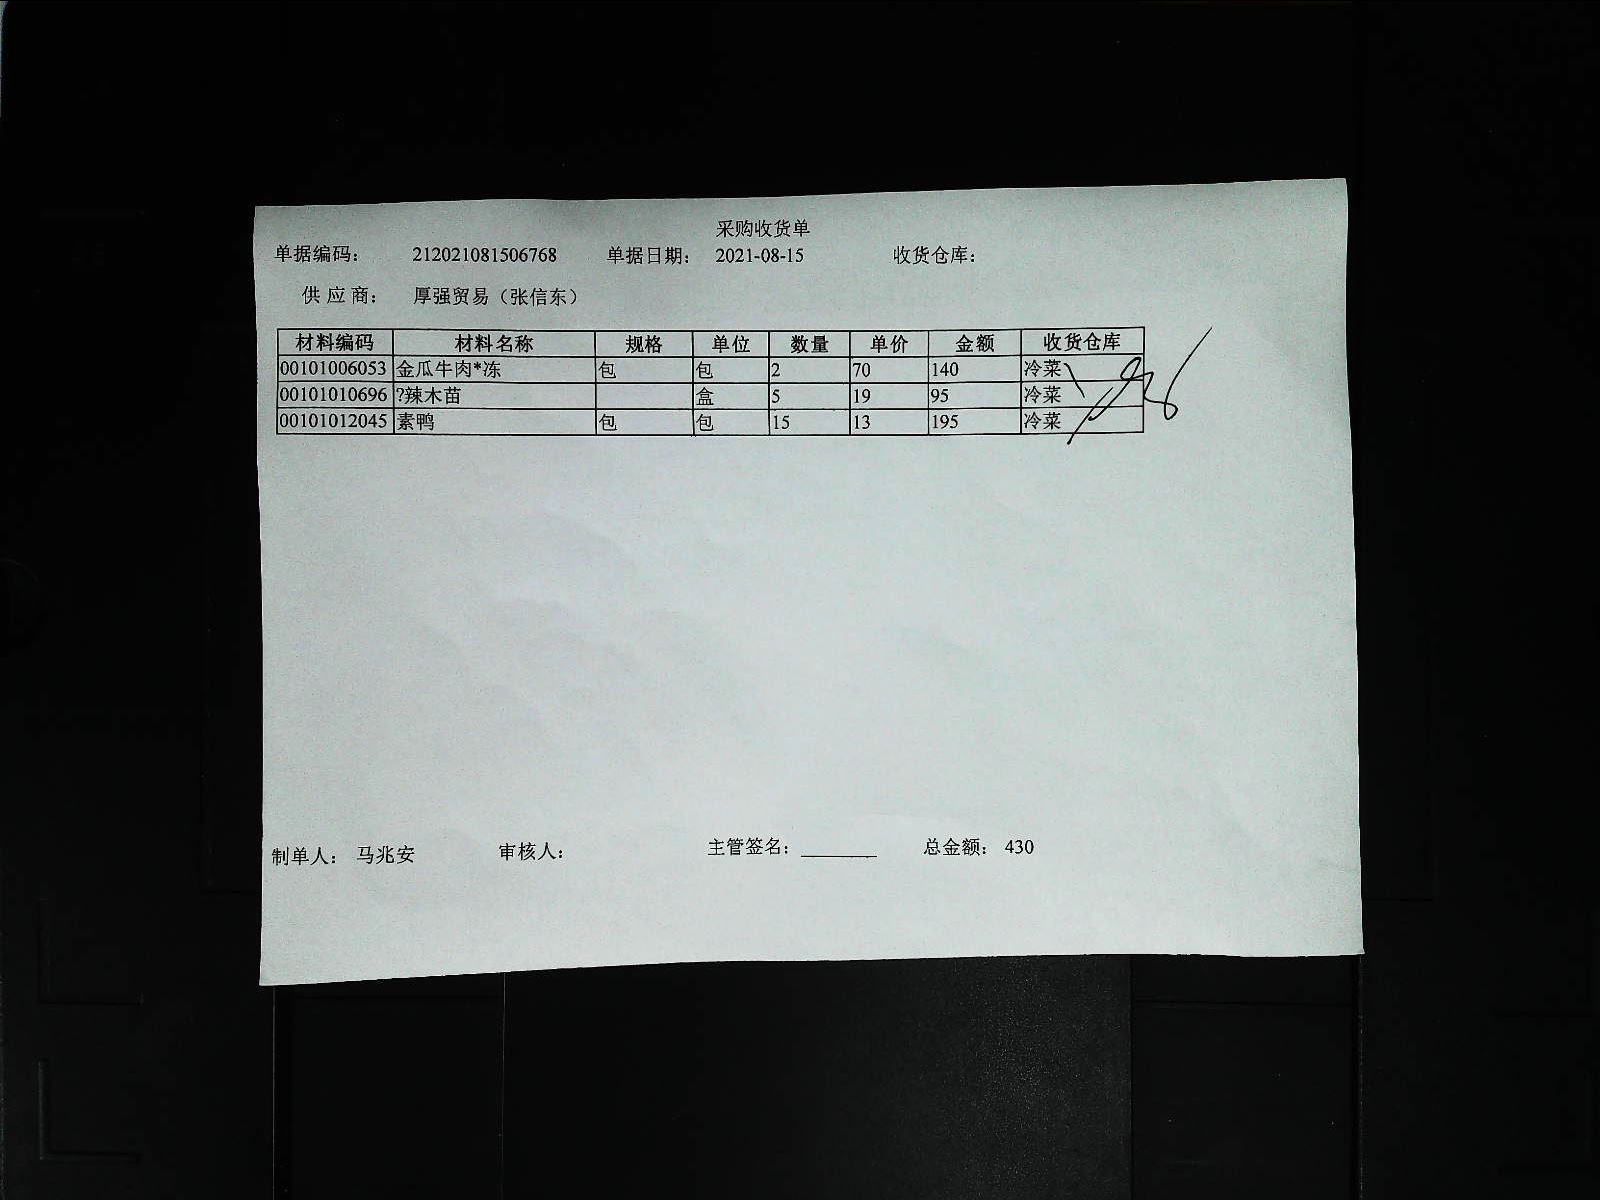 采购收货单
单据编码： 212021081506768 单据日期： 2021-08-15 收货仓库：
供应商： 厚强贸易（张信东）
材料编码 材料名称 规格 单位 数量 单价 金额 收货仓库
00101006053 金瓜牛肉*冻 包 包 2 70 140 冷菜
00101010696 ?辣木苗 盒 5 19 95 冷菜
00101012045 素鸭 包 包 15 13 195 冷菜
制单人： 马兆安 审核人： 主管签名：________ 总金额： 430